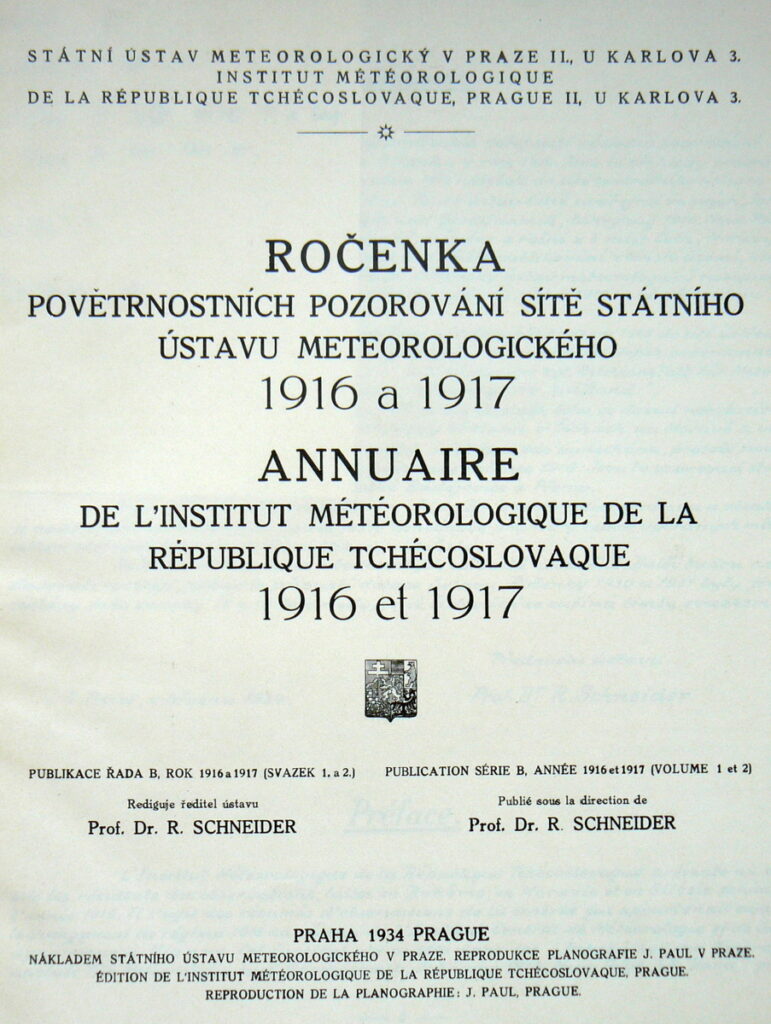 STÁTNÍ ÚSTAV METEOROLOGICKÝ V PRAZE II., U KARLOVA 3.
INSTITUT MÉTÉOROLOGIQUE
DE LA RÉPUBLIQUE TCHÉCOSLOVAQUE, PRAGUE II, U KARLOVA 3.
ROČENKA
POVĚTRNOSTNÍCH POZOROVÁNÍ SÍTĚ STÁTNÍHO
ÚSTAVU METEOROLOGICKÉHO
1916 a 1917
ANNUAIRE
DE L'INSTITUT MÉTÉOROLOGIQUE DE LA
RÉPUBLIQUE TCHÉCOSLOVAQUE
1916 et 1917
PUBLIKACE ŘADA B, ROK 1916 a 1917 (SVAZEK 1. a 2.)
Rediguje ředitel ústavu
Prof. Dr. R. SCHNEIDER
PUBLICATION SÉRIE B, ANNÉE 1916 et 1917 (VOLUME 1 et 2)
Publié sous la direction de
Prof. Dr. R. SCHNEIDER
Préface.
PRAHA 1934 PRAGUE
NÁKLADEM STÁTNÍHO ÚSTAVU METEOROLOGICKÉHO V PRAZE. REPRODUKCE PLANOGRAFIE J. PAUL V PRAZE.
ÉDITION DE L'INSTITUT MÉTÉOROLOGIQUE DE LA RÉPUBLIQUE TCHÉCOSLOVAQUE, PRAGUE.
REPRODUCTION DE LA PLANOGRAPHIE: J. PAUL, PRAGUE.